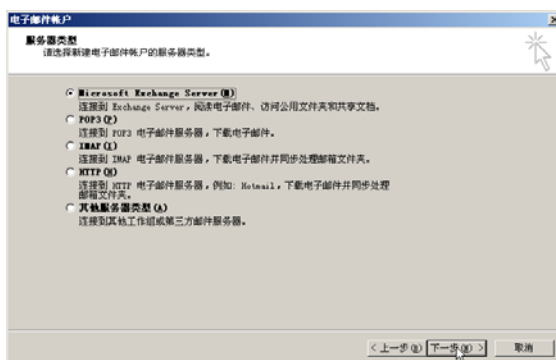 电子邮件帐户
服务器类型
请选择新建电子邮件帐户的服务器类型。
Microsoft Exchange Server(M)
连接到 Exchange Server，阅读电子邮件、访问公用文件夹和共享文档。
POP3(P)
连接到 POP3 电子邮件服务器，下载电子邮件。
IMAP(I)
连接到 IMAP 电子邮件服务器，下载电子邮件并同步处理邮箱文件夹。
HTTP(H)
连接到 HTTP 电子邮件服务器，例如: Hotmail，下载电子邮件并同步处理
邮箱文件夹。
其他服务器类型(A)
连接到其他工作组或第三方邮件服务器。
< 上一步(B) 下一步(N) > 取消